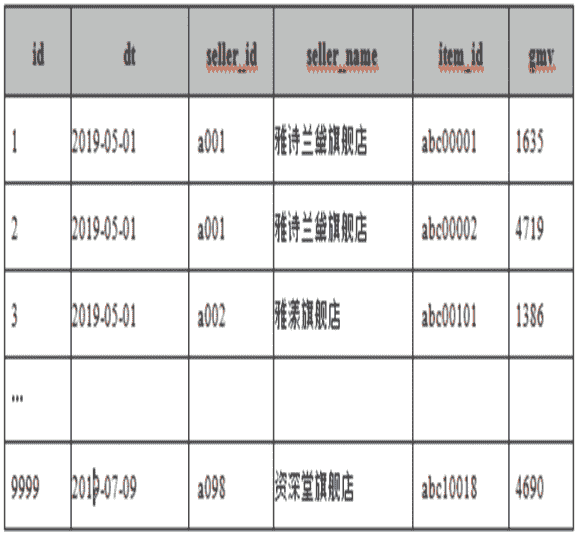 id dt seller_id seller_name item_id gmv
1 2019-05-01 a001 雅诗兰黛旗舰店 abc00001 1635
2 2019-05-01 a001 雅诗兰黛旗舰店 abc00002 4719
3 2019-05-01 a002 雅漾旗舰店 abc00101 1386
...
9999 2019-07-09 a098 资深堂旗舰店 abc10018 4690